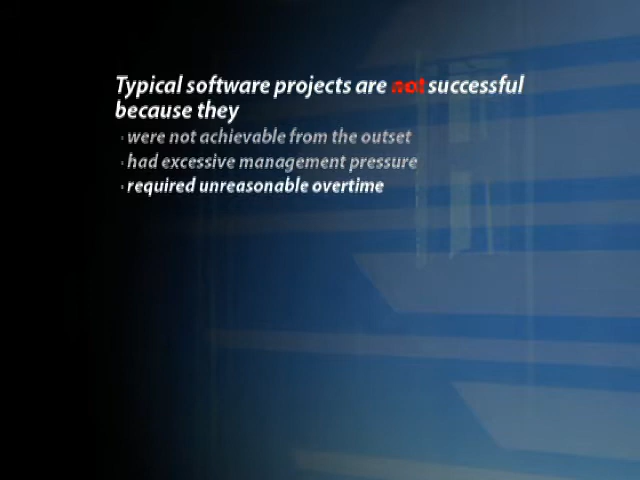 Typical software projects are not successful
because they
· were not achievable from the outset
· had excessive management pressure
· required unreasonable overtime